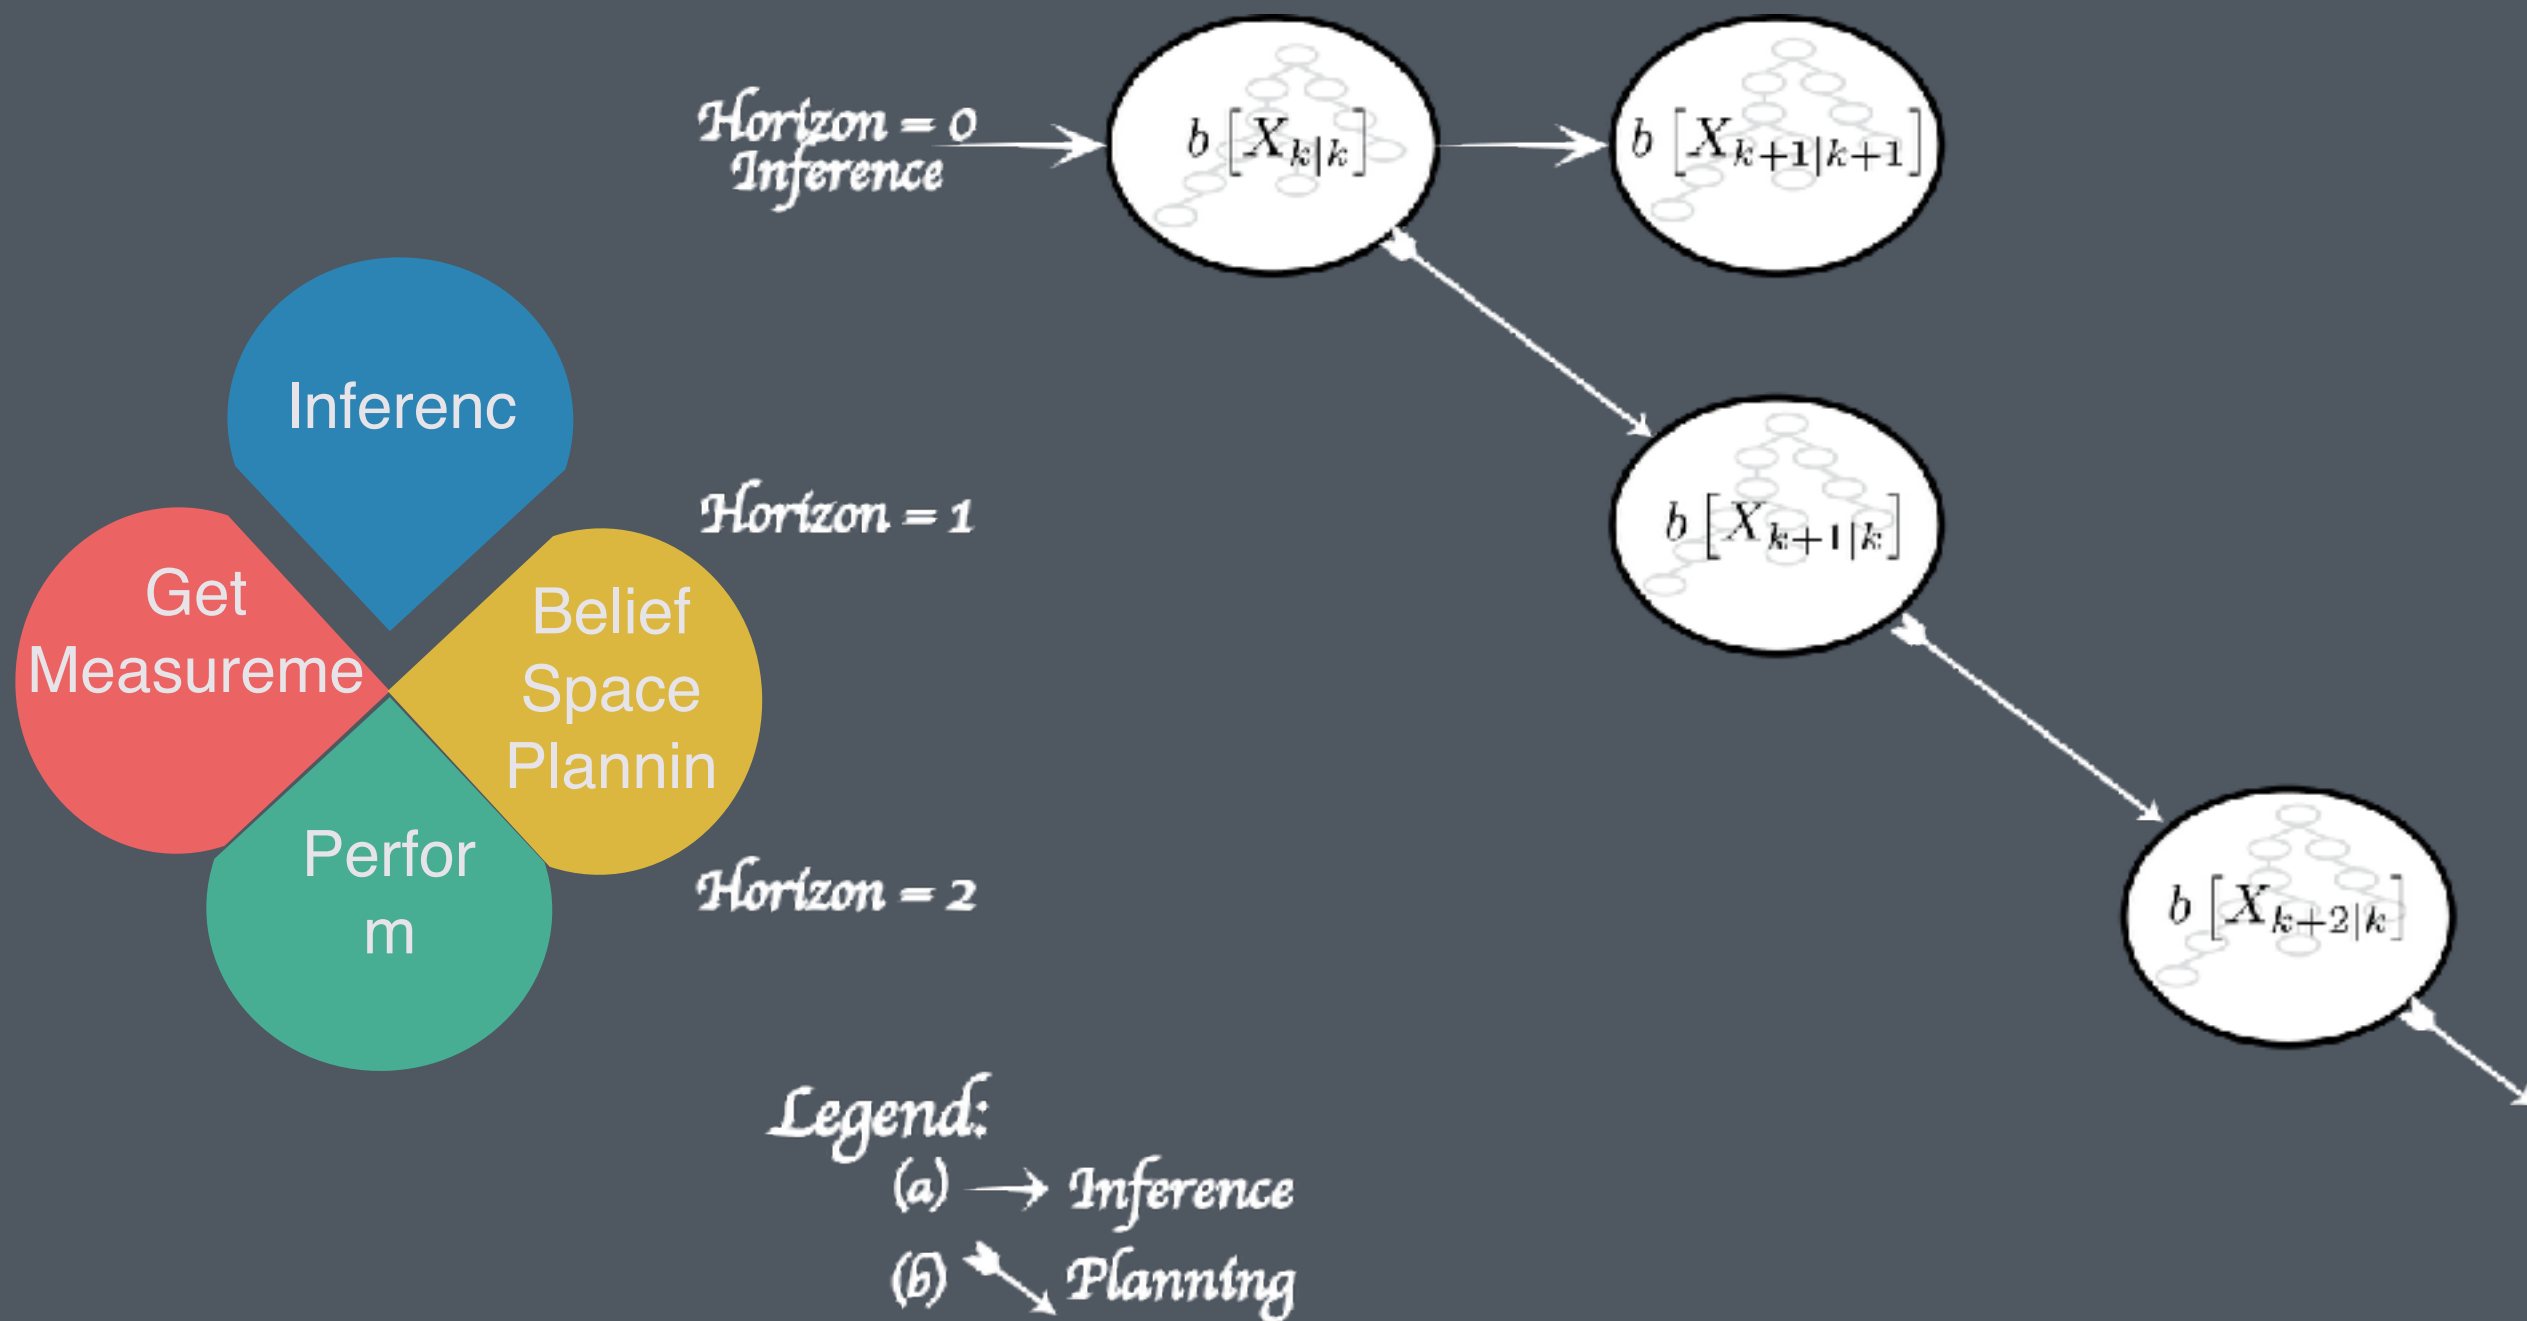 Horizon = 0
Inference
b [X_{k|k}]
b [X_{k+1|k+1}]
Inferenc
Get
Measureme
Belief
Space
Plannin
Perfor
m
Horizon = 1
b [X_{k+1|k}]
Horizon = 2
b [X_{k+2|k}]
Legend:
(a) Inference
(b) Planning